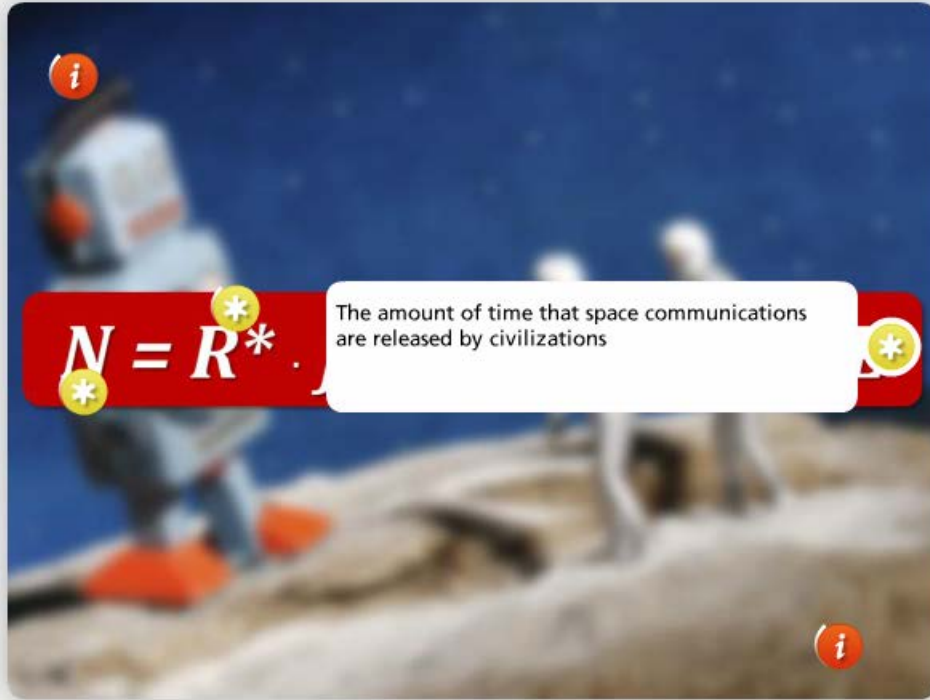 i
N = R* ·
The amount of time that space communications
are released by civilizations
i